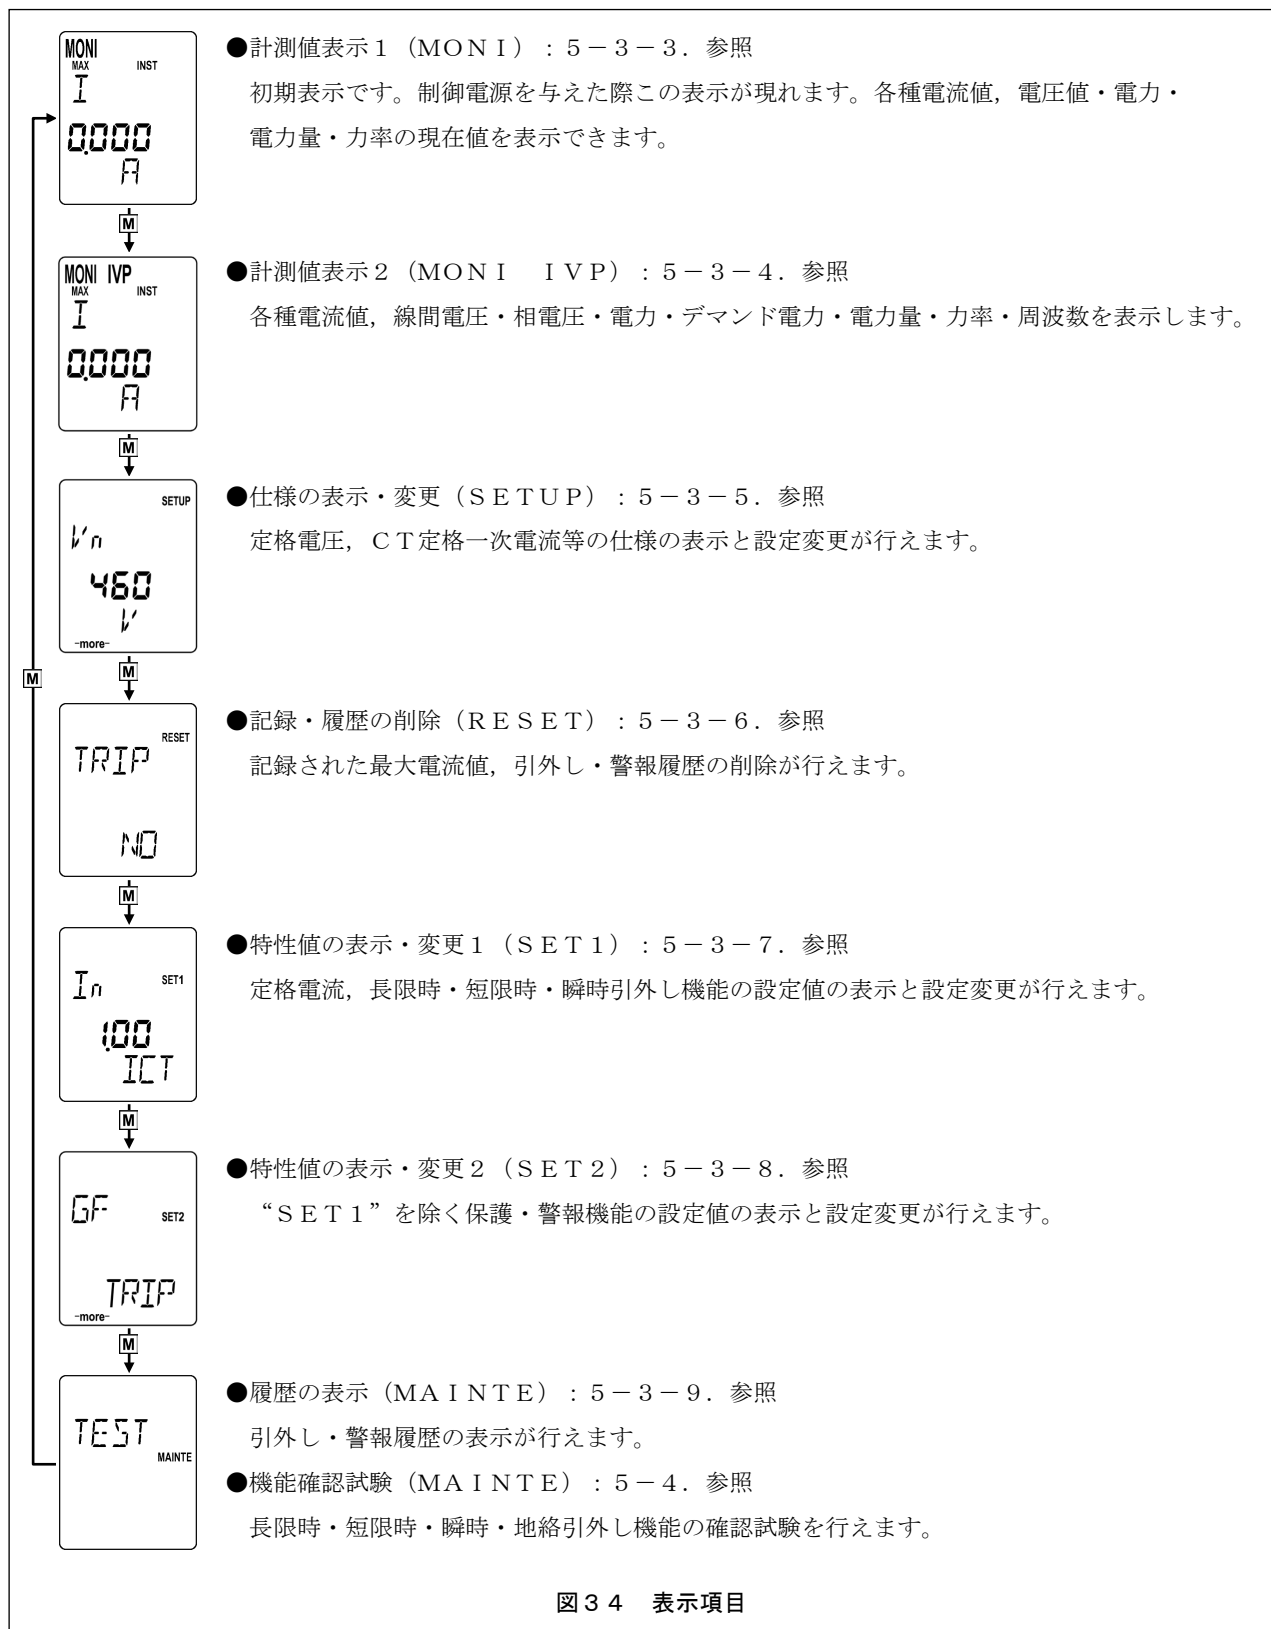 MONI
MAX INST
I
0.000
A
●計測値表示1(MONI):5-3-3.参照
初期表示です。制御電源を与えた際この表示が現れます。各種電流値,電圧値・電力・
電力量・力率の現在値を表示できます。
M
MONI IVP
MAX INST
I
0.000
A
●計測値表示2(MONI IVP):5-3-4.参照
各種電流値,線間電圧・相電圧・電力・デマンド電力・電力量・力率・周波数を表示します。
M
SETUP
Vn
460
V
-more-
●仕様の表示・変更(SETUP):5-3-5.参照
定格電圧,CT定格一次電流等の仕様の表示と設定変更が行えます。
M
M
RESET
TRIP
NO
●記録・履歴の削除(RESET):5-3-6.参照
記録された最大電流値,引外し・警報履歴の削除が行えます。
M
In SET1
1.00
ICT
●特性値の表示・変更1(SET1):5-3-7.参照
定格電流,長限時・短限時・瞬時引外し機能の設定値の表示と設定変更が行えます。
M
GF SET2
TRIP
-more-
●特性値の表示・変更2(SET2):5-3-8.参照
“SET1”を除く保護・警報機能の設定値の表示と設定変更が行えます。
M
TEST
MAINTE
●履歴の表示(MAINTE):5-3-9.参照
引外し・警報履歴の表示が行えます。
●機能確認試験(MAINTE):5-4.参照
長限時・短限時・瞬時・地絡引外し機能の確認試験を行えます。
図34 表示項目